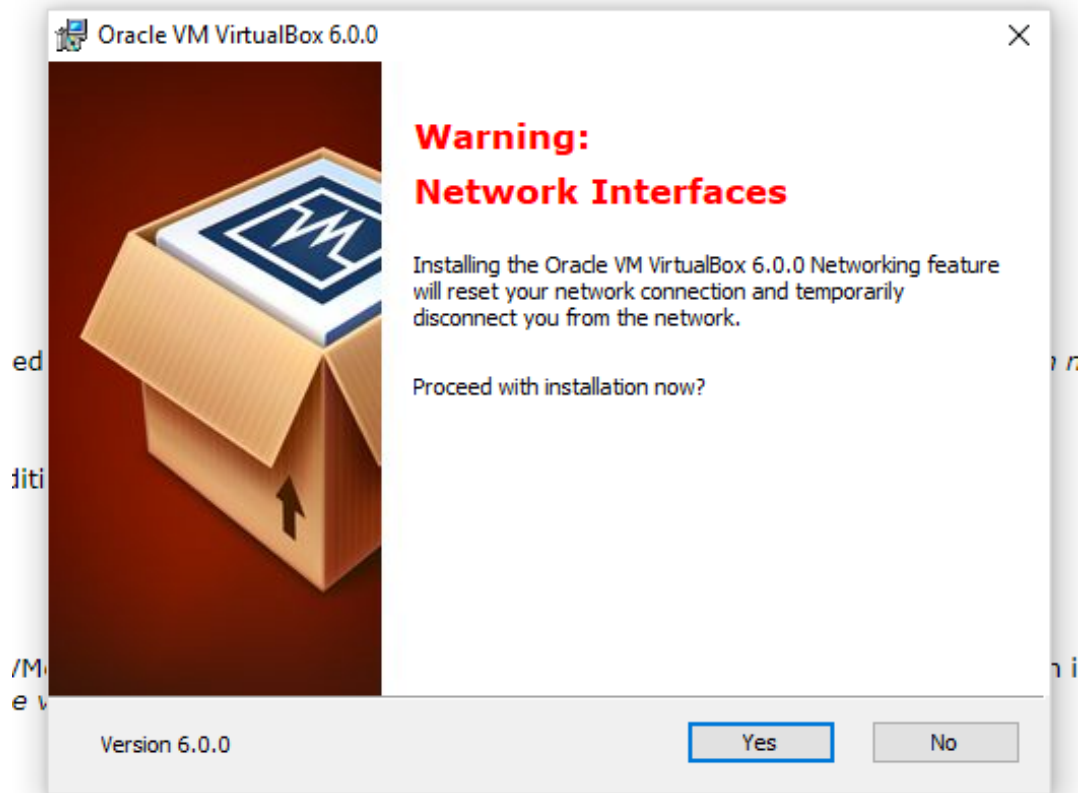 Oracle VM VirtualBox 6.0.0
Warning:
Network Interfaces
Installing the Oracle VM VirtualBox 6.0.0 Networking feature
will reset your network connection and temporarily
disconnect you from the network.
ed
Proceed with installation now?
diti
/M
e v
n i
Version 6.0.0
Yes
No